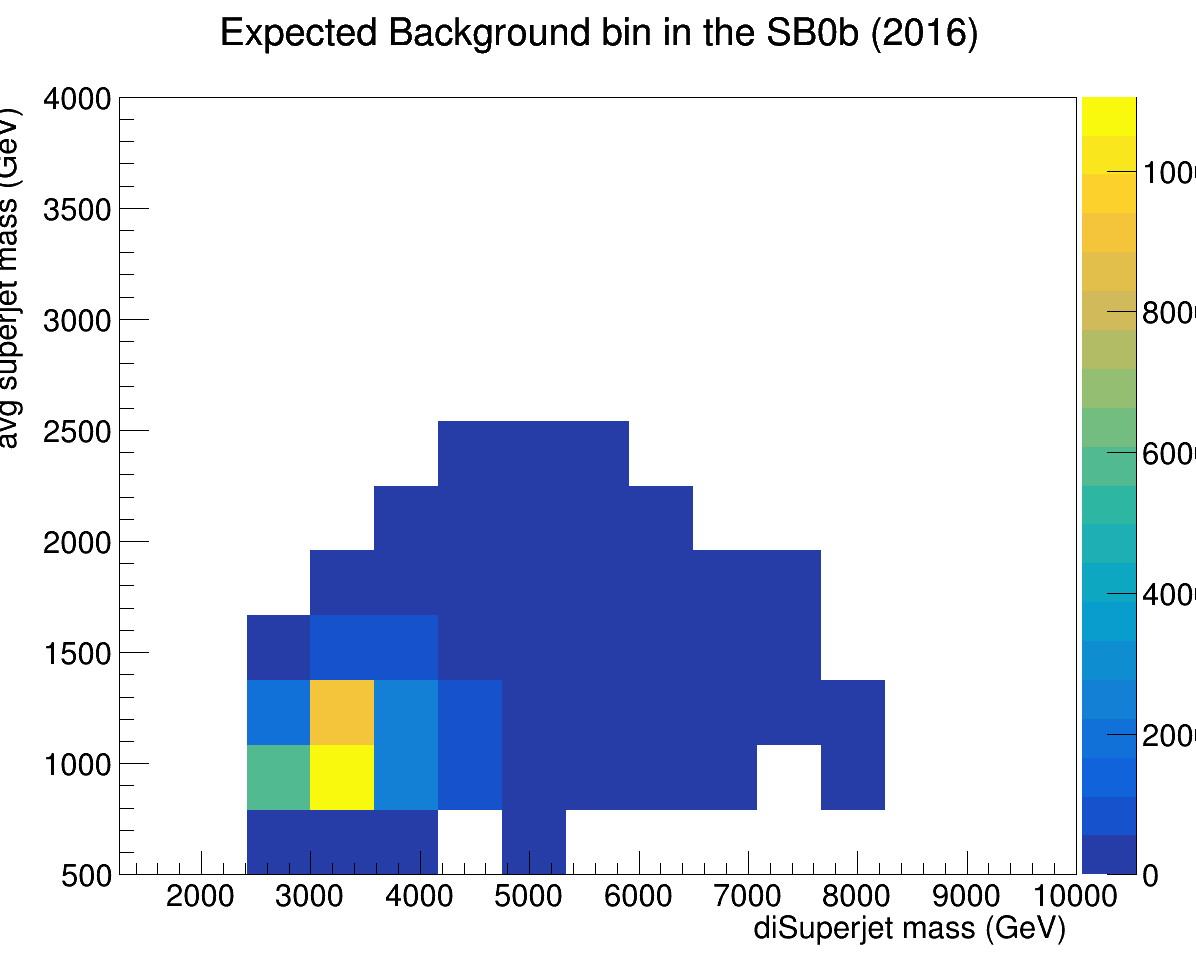 Expected Background bin in the SB0b (2016)
avg superjet mass (GeV)
4000
3500
3000
2500
2000
1500
1000
500
2000 3000 4000 5000 6000 7000 8000 9000 10000
diSuperjet mass (GeV)
0